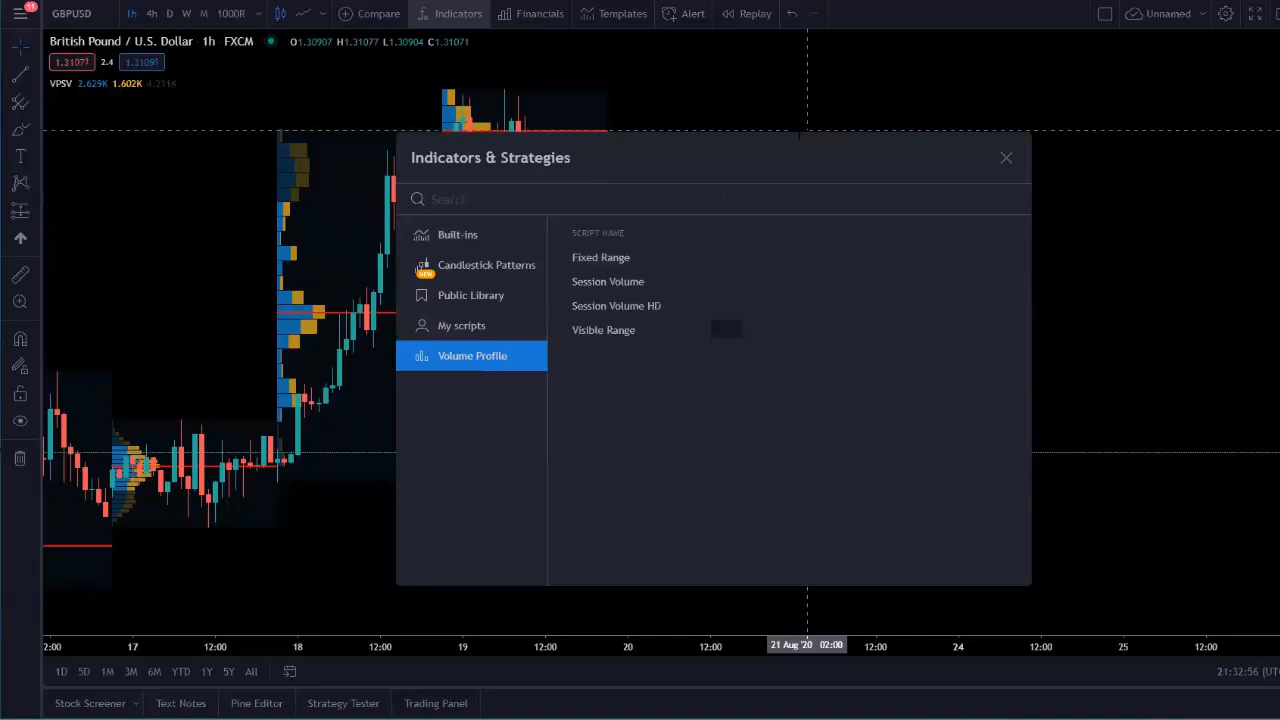 11
GBPUSD 1h 4h D W M 1000R Compare Indicators Financials Templates Alert Replay Unnamed
British Pound / U.S. Dollar · 1h · FXCM O1.30907 H1.31077 L1.30904 C1.31071
1.31071 2.4 1.31095
VPSV 2.629K 1.602K 4.231K
Indicators & Strategies
Search
Built-ins
NEW
Candlestick Patterns
Public Library
My scripts
Volume Profile
SCRIPT NAME
Fixed Range
Session Volume
Session Volume HD
Visible Range
2:00 17 12:00 18 12:00 19 12:00 20 12:00 21 Aug '20 02:00 12:00 24 12:00 25 12:00
1D 5D 1M 3M 6M YTD 1Y 5Y All 21:32:56 (UT
Stock Screener Text Notes Pine Editor Strategy Tester Trading Panel